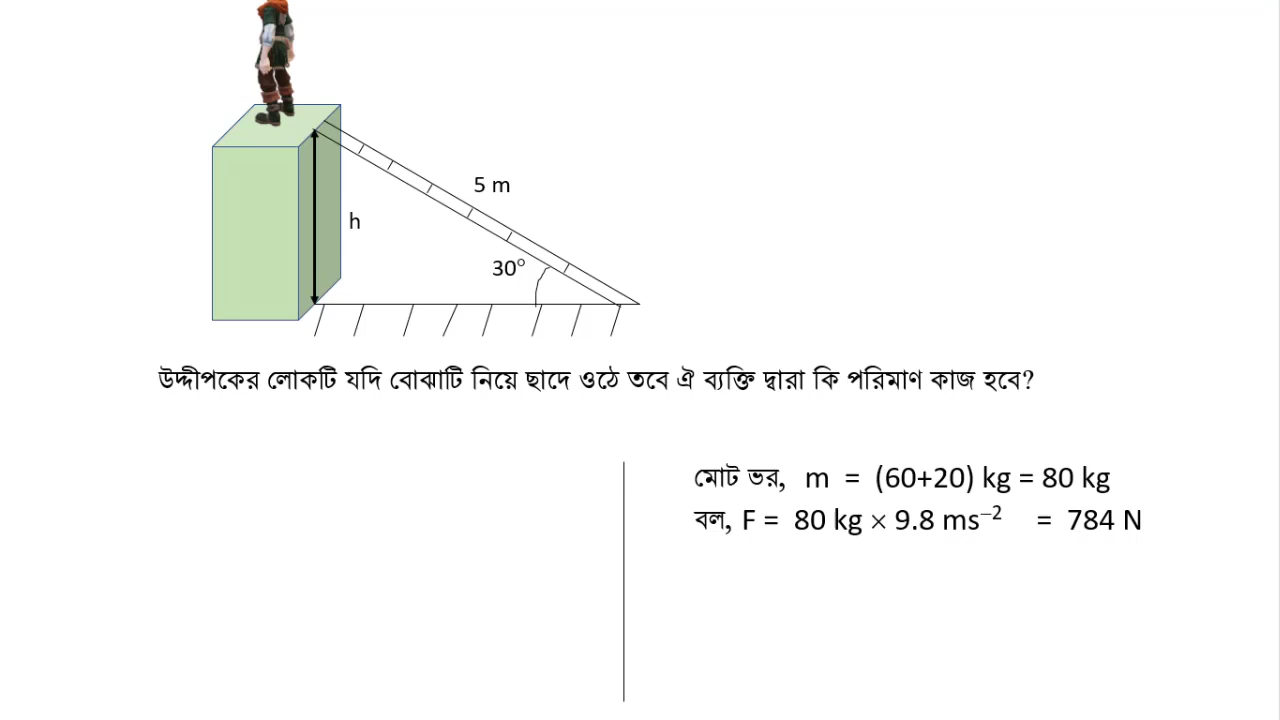 5 m
h
30°
উদ্দীপকের লোকটি যদি বোঝাটি নিয়ে ছাদে ওঠে তবে ঐ ব্যক্তি দ্বারা কি পরিমাণ কাজ হবে?
মোট ভর, m = (60+20) kg = 80 kg
বল, F = 80 kg × 9.8 ms⁻² = 784 N